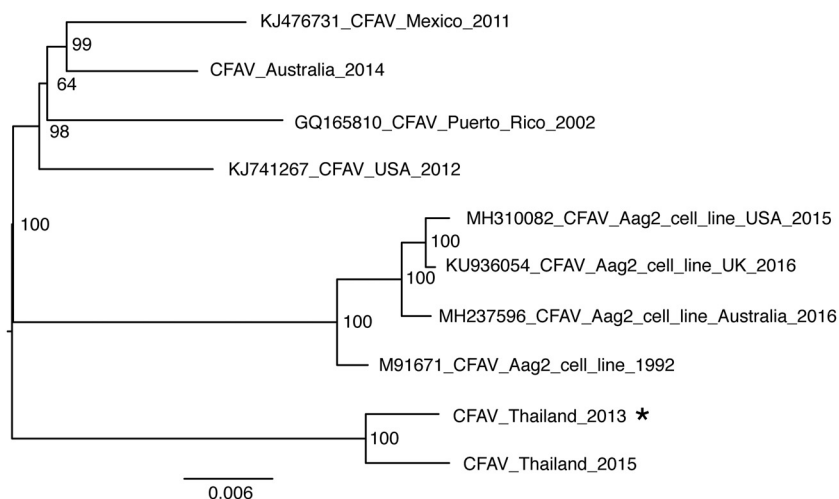 KJ476731_CFAV_Mexico_2011
99
CFAV_Australia_2014
64
GQ165810_CFAV_Puerto_Rico_2002
98
KJ741267_CFAV_USA_2012
MH310082_CFAV_Aag2_cell_line_USA_2015
100
100
KU936054_CFAV_Aag2_cell_line_UK_2016
100
MH237596_CFAV_Aag2_cell_line_Australia_2016
100
M91671_CFAV_Aag2_cell_line_1992
CFAV_Thailand_2013 *
100
CFAV_Thailand_2015
0.006